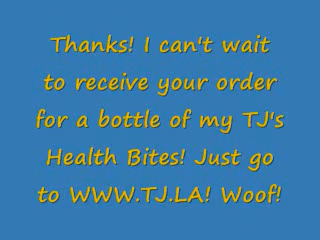 Thanks! I can't wait
to receive your order
for a bottle of my TJ's
Health Bites! Just go
to WWW.TJ.LA! Woof!